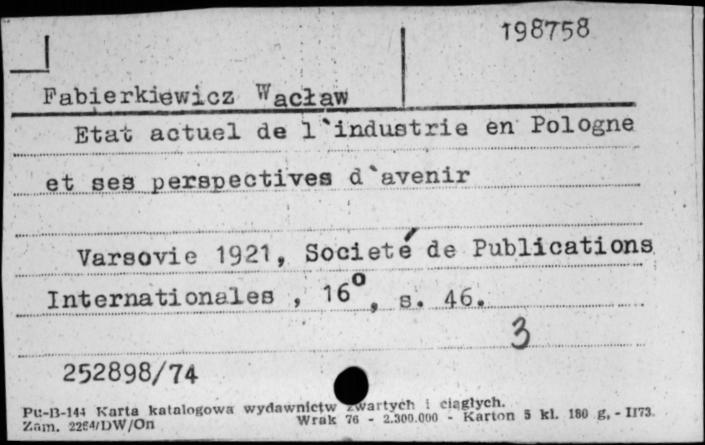 198758
Fabierkiewicz Wacław
Etat actuel de l`industrie en Pologne
et ses perspectives d`avenir
Varsovie 1921, Societé de Publications
Internationales , 16⁰, s. 46.
3
252898/74
Pu-B-144 Karta katalogowa wydawnictw zwartych i ciągłych.
Zam. 2264/DW/On Wrak 76 - 2.300.000 - Karton 5 kl. 180 g, - II73.